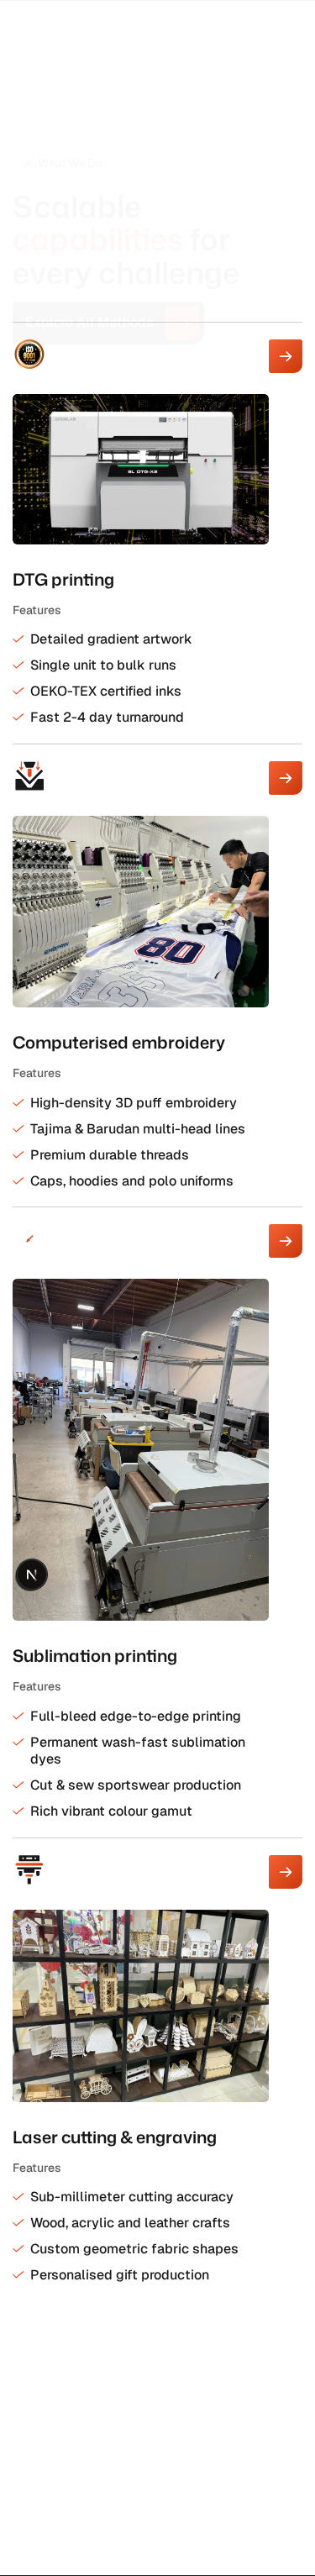 What We Do
Scalable
capabilities for
every challenge
ISO
9001
DTG printing
Features
Detailed gradient artwork
Single unit to bulk runs
OEKO-TEX certified inks
Fast 2-4 day turnaround
80
Computerised embroidery
Features
High-density 3D puff embroidery
Tajima & Barudan multi-head lines
Premium durable threads
Caps, hoodies and polo uniforms
N
Sublimation printing
Features
Full-bleed edge-to-edge printing
Permanent wash-fast sublimation
dyes
Cut & sew sportswear production
Rich vibrant colour gamut
Laser cutting & engraving
Features
Sub-millimeter cutting accuracy
Wood, acrylic and leather crafts
Custom geometric fabric shapes
Personalised gift production